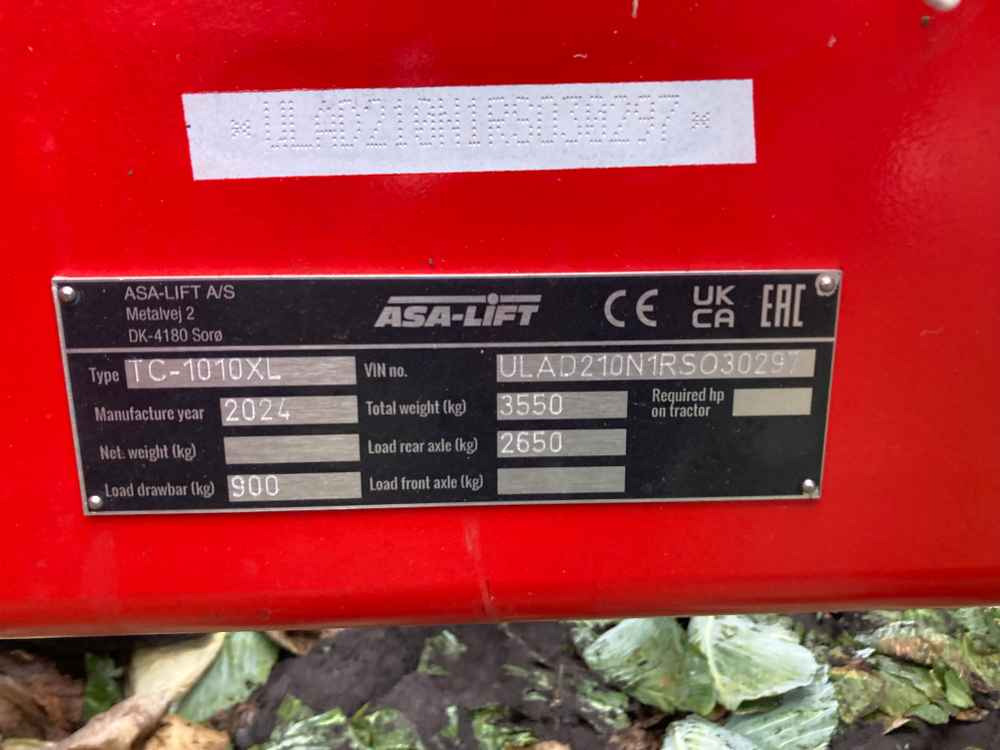 *ULAD210N1RS030297*
ASA-LIFT A/S
Metalvej 2
DK-4180 Sorø
ASA-LiFT
CE
UK
CA
EAC
Type TC-1010XL
VIN no. ULAD210N1RSO30297
Manufacture year 2024
Total weight (kg) 3550
Required hp
on tractor
Net. weight (kg)
Load rear axle (kg) 2650
Load drawbar (kg) 900
Load front axle (kg)